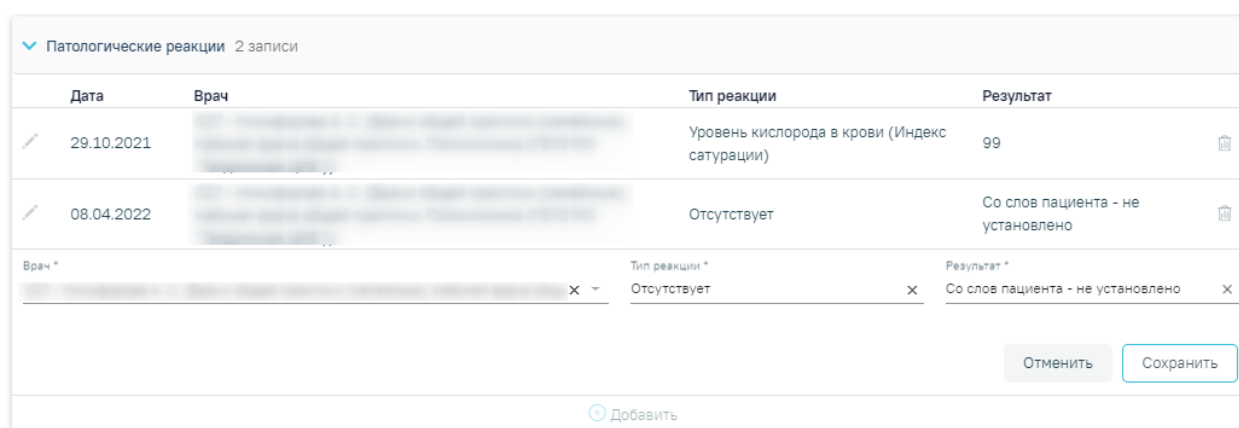 Патологические реакции 2 записи
Дата Врач Тип реакции Результат
29.10.2021 Уровень кислорода в крови (Индекс сатурации) 99
08.04.2022 Отсутствует Со слов пациента - не установлено
Врач * Тип реакции * Результат *
Отсутствует Со слов пациента - не установлено
Отменить Сохранить
Добавить